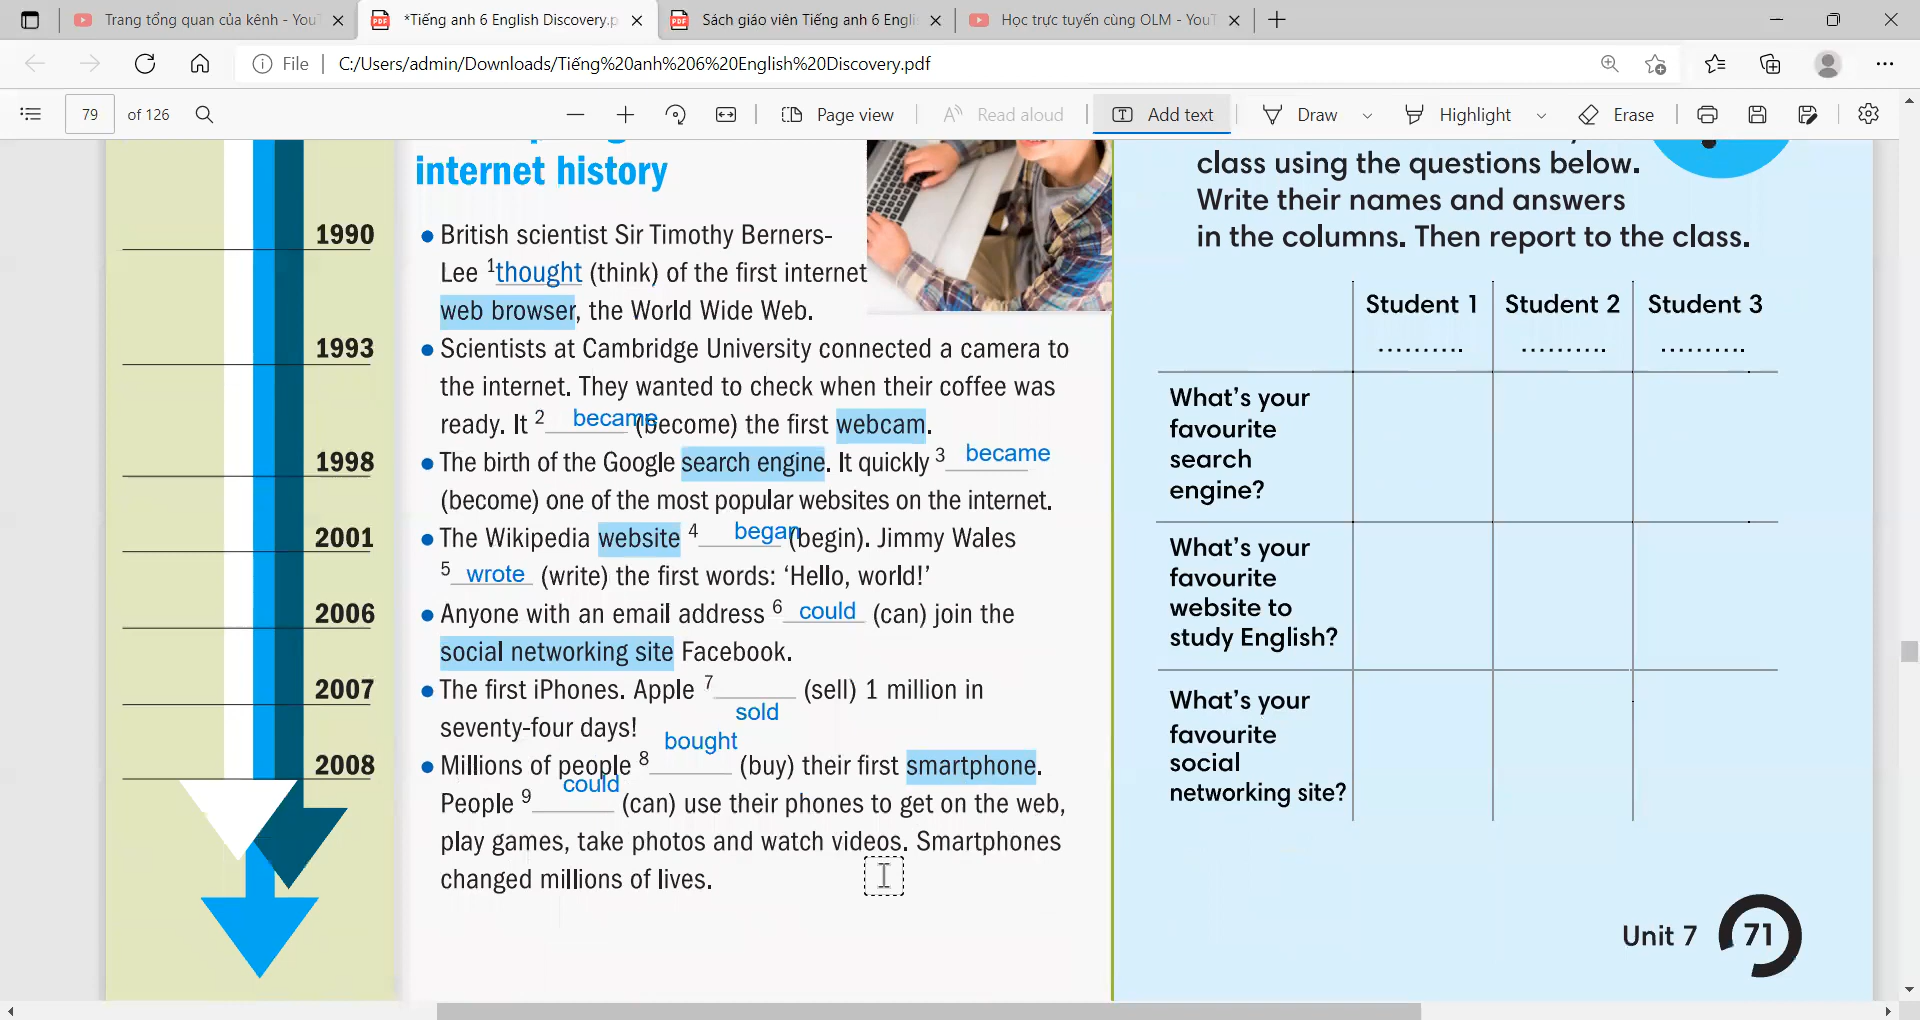 Trang tổng quan của kênh - You
*Tiếng anh 6 English Discovery.p
Sách giáo viên Tiếng anh 6 Engli
Học trực tuyến cùng OLM - YouT
File
C:/Users/admin/Downloads/Tiếng%20anh%206%20English%20Discovery.pdf
79 of 126
Page view
Read aloud
Add text
Draw
Highlight
Erase
internet history
1990
British scientist Sir Timothy Berners-
Lee 1 thought (think) of the first internet
web browser, the World Wide Web.
1993
Scientists at Cambridge University connected a camera to
the internet. They wanted to check when their coffee was
ready. It 2 became (become) the first webcam.
1998
The birth of the Google search engine. It quickly 3 became
(become) one of the most popular websites on the internet.
2001
The Wikipedia website 4 began (begin). Jimmy Wales
5 wrote (write) the first words: ‘Hello, world!’
2006
Anyone with an email address 6 could (can) join the
social networking site Facebook.
2007
The first iPhones. Apple 7 (sell) 1 million in
sold
seventy-four days!
bought
2008
Millions of people 8 (buy) their first smartphone.
could
People 9 (can) use their phones to get on the web,
play games, take photos and watch videos. Smartphones
changed millions of lives.
class using the questions below.
Write their names and answers
in the columns. Then report to the class.
Student 1 Student 2 Student 3
.......... .......... ..........
What's your
favourite
search
engine?
What's your
favourite
website to
study English?
What's your
favourite
social
networking site?
Unit 7 71